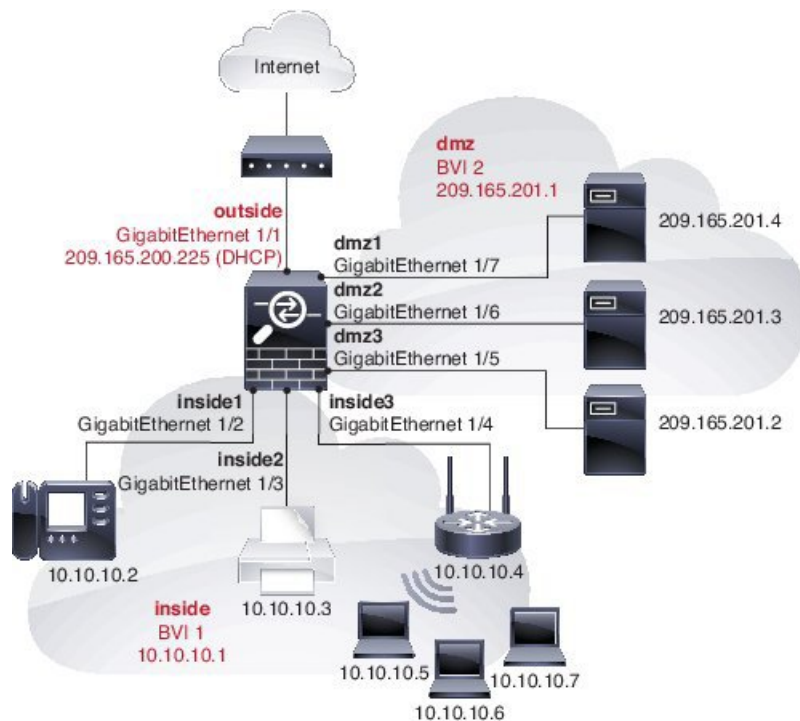 Internet
dmz
BVI 2
209.165.201.1
outside
GigabitEthernet 1/1
209.165.200.225 (DHCP)
dmz1
GigabitEthernet 1/7
209.165.201.4
dmz2
GigabitEthernet 1/6
209.165.201.3
dmz3
GigabitEthernet 1/5
209.165.201.2
inside1
GigabitEthernet 1/2
inside3
GigabitEthernet 1/4
inside2
GigabitEthernet 1/3
10.10.10.2
10.10.10.3
10.10.10.4
inside
BVI 1
10.10.10.1
10.10.10.5
10.10.10.6
10.10.10.7